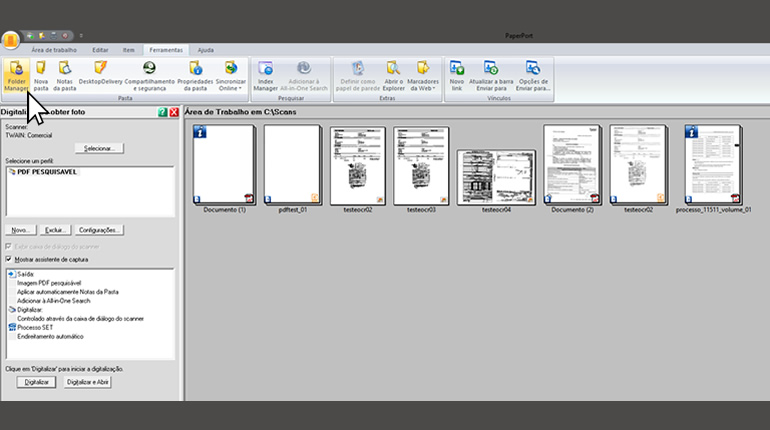 PaperPort
Área de trabalho Editar Item Ferramentas Ajuda
Folder Manager
Nova pasta
Notas da pasta
DesktopDelivery
Compartilhamento e segurança
Propriedades da pasta
Sincronizar Online
Index Manager
Adicionar à All-in-One Search
Definir como papel de parede
Abrir o Explorer
Marcadores da Web
Novo link
Atualizar a barra Enviar para
Opções de Enviar para...
Pasta Pesquisar Extras Vínculos
obter foto
Área de Trabalho em C:\Scans
Scanner:
TWAIN: Comercial
Selecionar...
Selecione um perfil:
PDF PESQUISAVEL
Novo... Excluir... Configurações...
Exibir caixa de diálogo do scanner
Mostrar assistente de captura
Saída:
Imagem PDF pesquisável
Aplicar automaticamente Notas da Pasta
Adicionar à All-in-One Search
Digitalizar:
Controlado através da caixa de diálogo do scanner
Processo SET
Endireitamento automático
Clique em 'Digitalizar' para iniciar a digitalização.
Digitalizar Digitalizar e Abrir
Documento (1) pdftest_01 testeocr02 testeocr03 testeocr04 Documento (2) testeocr02 processo_11511_volume_01